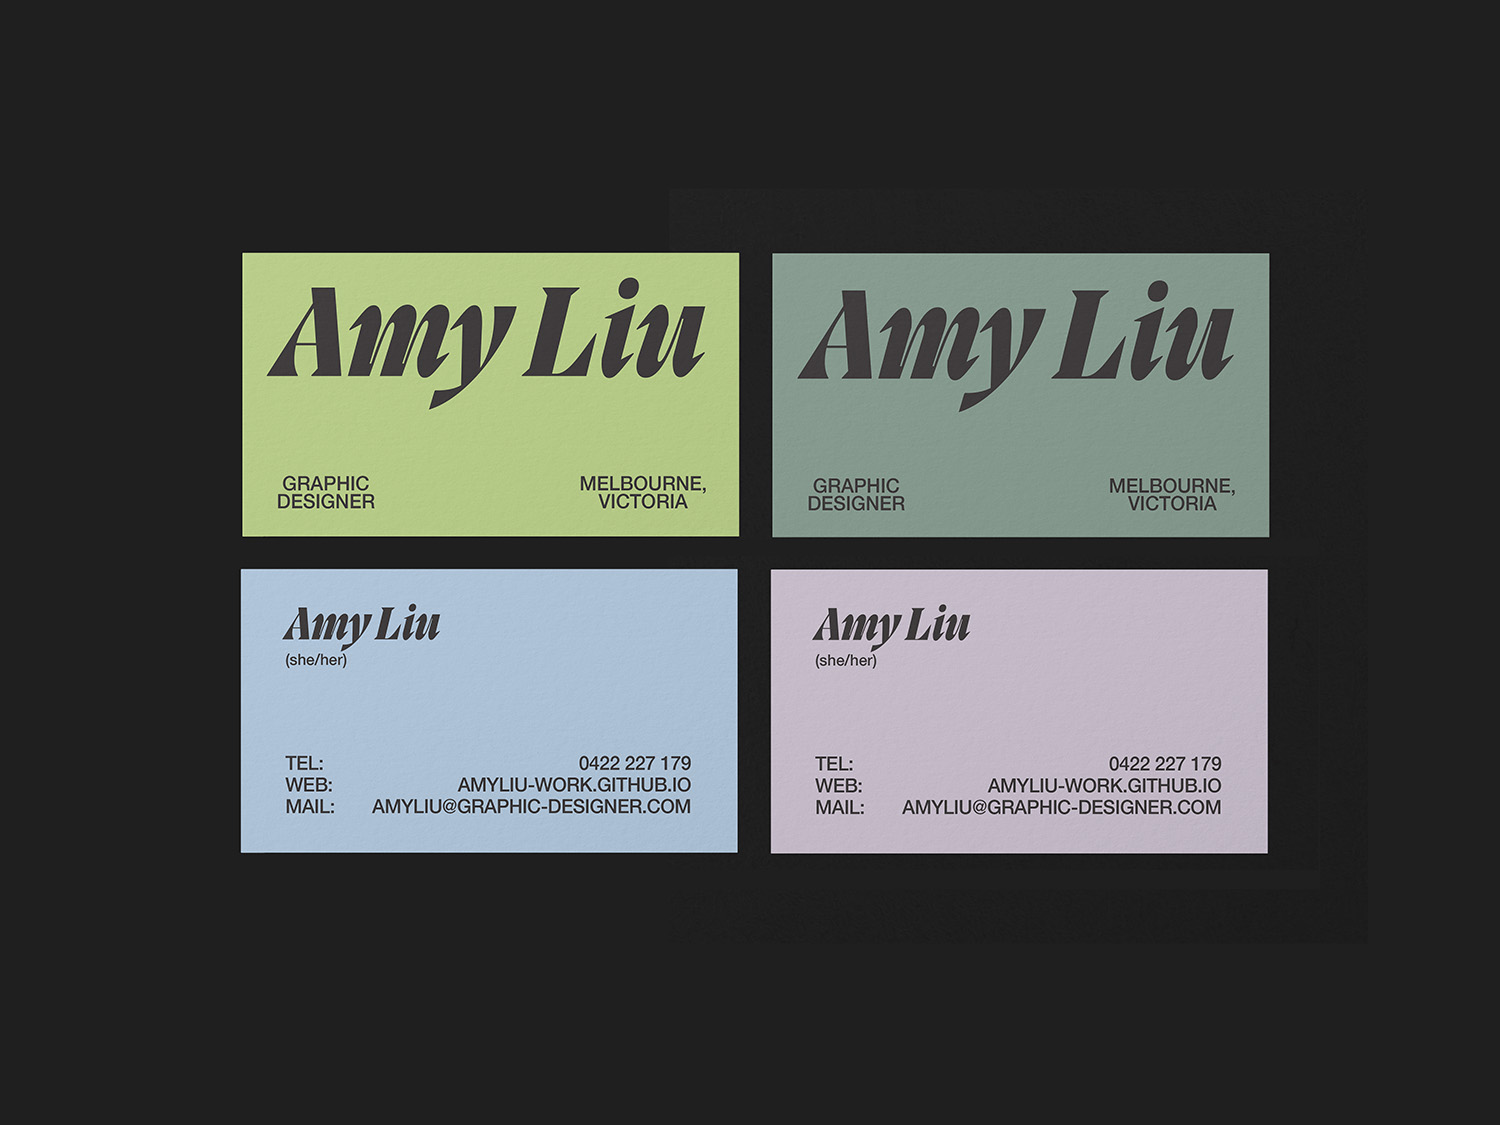 Amy Liu
GRAPHIC
DESIGNER
MELBOURNE,
VICTORIA
Amy Liu
GRAPHIC
DESIGNER
MELBOURNE,
VICTORIA
Amy Liu
(she/her)
TEL: 0422 227 179
WEB: AMYLIU-WORK.GITHUB.IO
MAIL: AMYLIU@GRAPHIC-DESIGNER.COM
Amy Liu
(she/her)
TEL: 0422 227 179
WEB: AMYLIU-WORK.GITHUB.IO
MAIL: AMYLIU@GRAPHIC-DESIGNER.COM